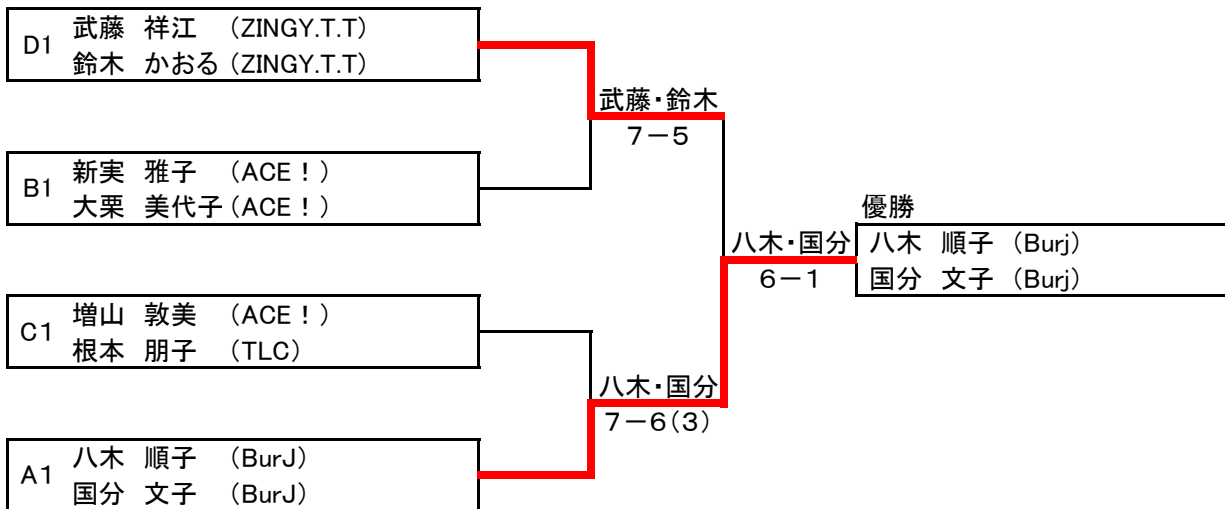 D1
武藤 祥江 (ZINGY.T.T)
鈴木 かおる (ZINGY.T.T)
武藤・鈴木
7-5
B1
新実 雅子 (ACE！)
大栗 美代子 (ACE！)
優勝
八木・国分
6-1
八木 順子 (Burj)
国分 文子 (Burj)
C1
増山 敦美 (ACE！)
根本 朋子 (TLC)
八木・国分
7-6(3)
A1
八木 順子 (BurJ)
国分 文子 (BurJ)